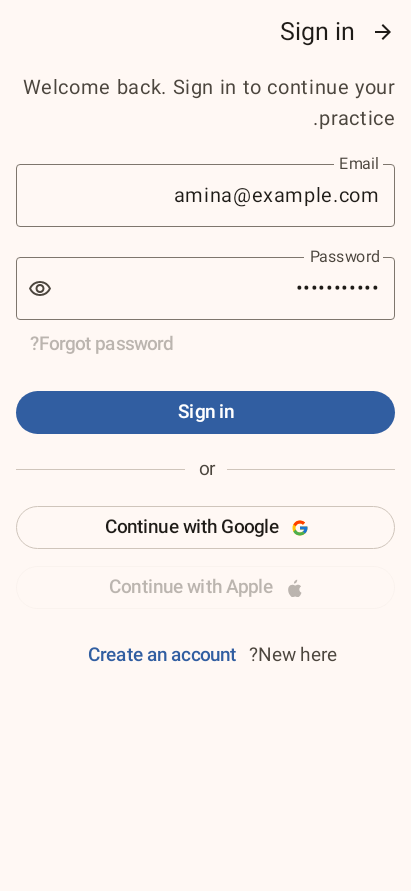 Sign in
Welcome back. Sign in to continue your
practice.
Email
amina@example.com
Password
•••••••••••
Forgot password?
Sign in
or
Continue with Google
Continue with Apple
New here? Create an account